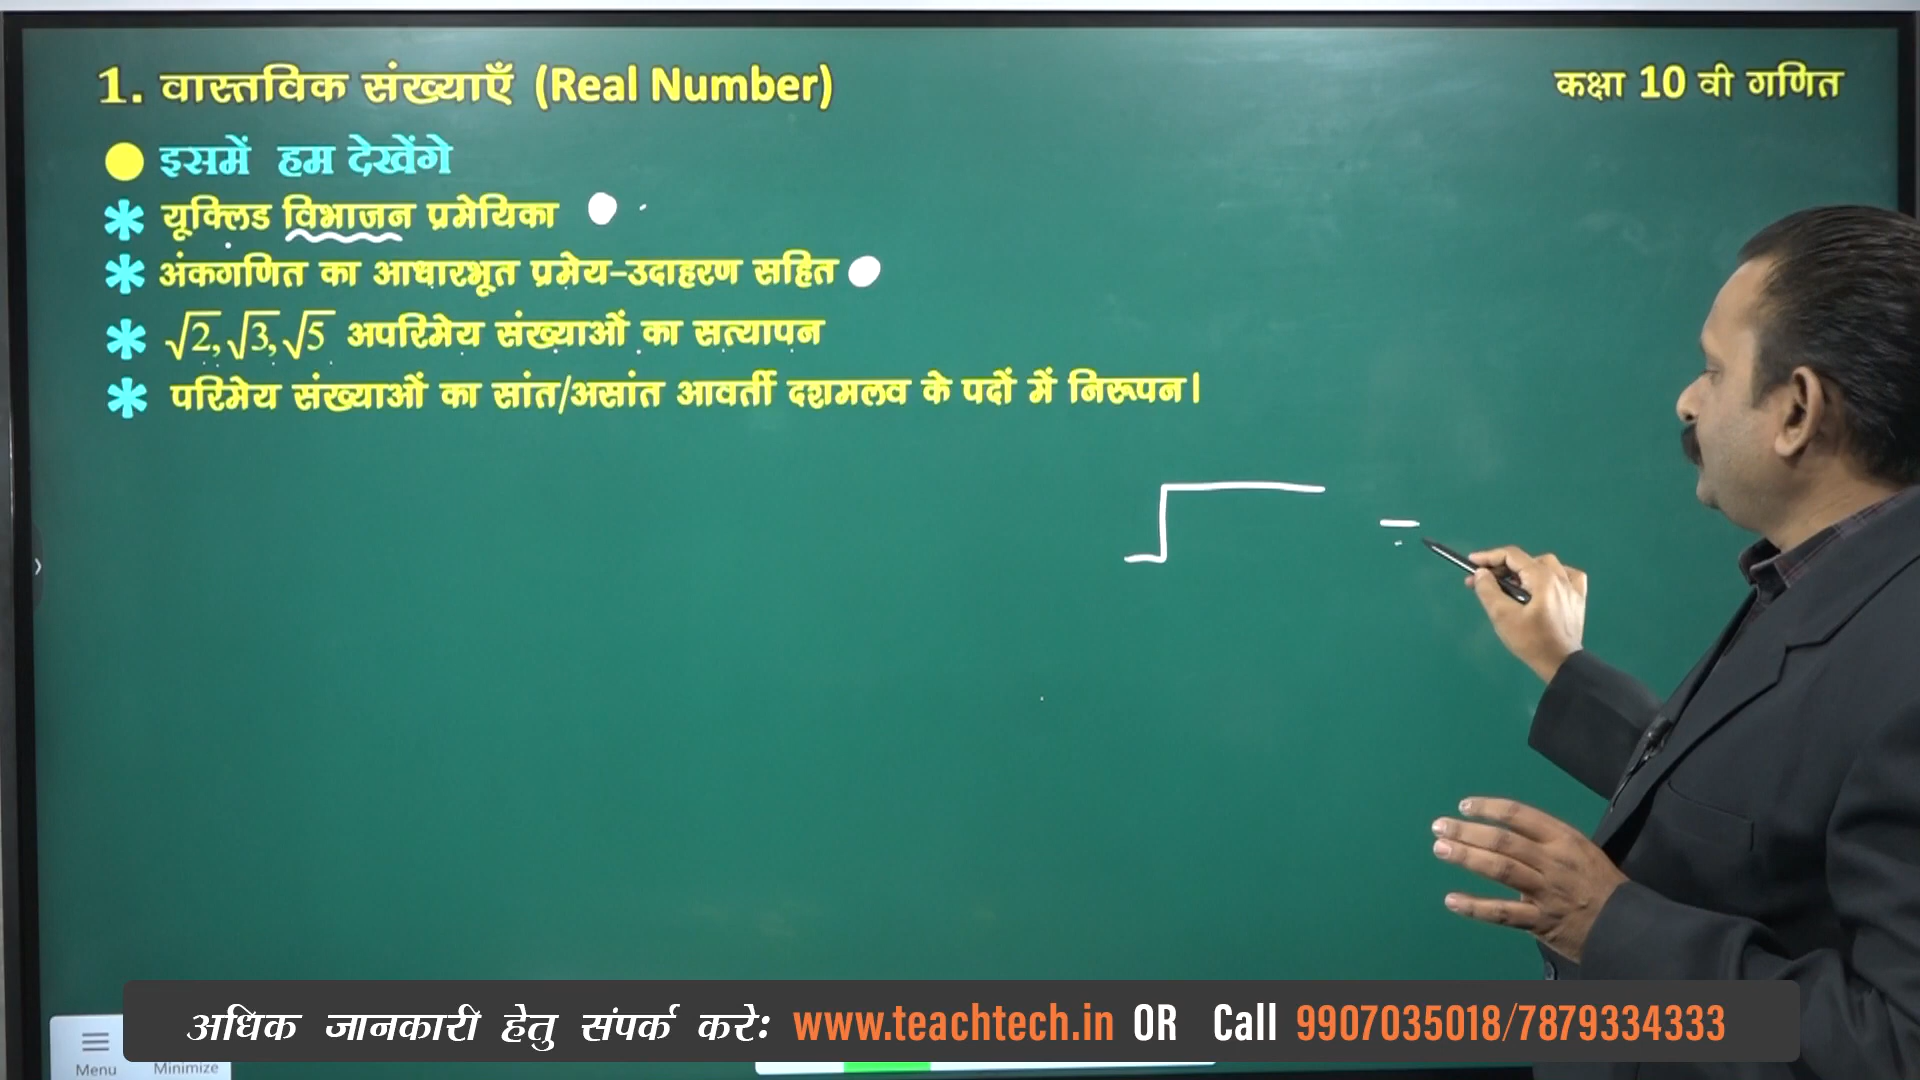 1. वास्तविक संख्याएँ (Real Number)
कक्षा 10 वी गणित
इसमें हम देखेंगे
* यूक्लिड विभाजन प्रमेयिका
* अंकगणित का आधारभूत प्रमेय-उदाहरण सहित
* √2, √3, √5 अपरिमेय संख्याओं का सत्यापन
* परिमेय संख्याओं का सांत/असांत आवर्ती दशमलव के पदों में निरूपन।
अधिक जानकारी हेतु संपर्क करे: www.teachtech.in OR Call 9907035018/7879334333
Menu
Minimize